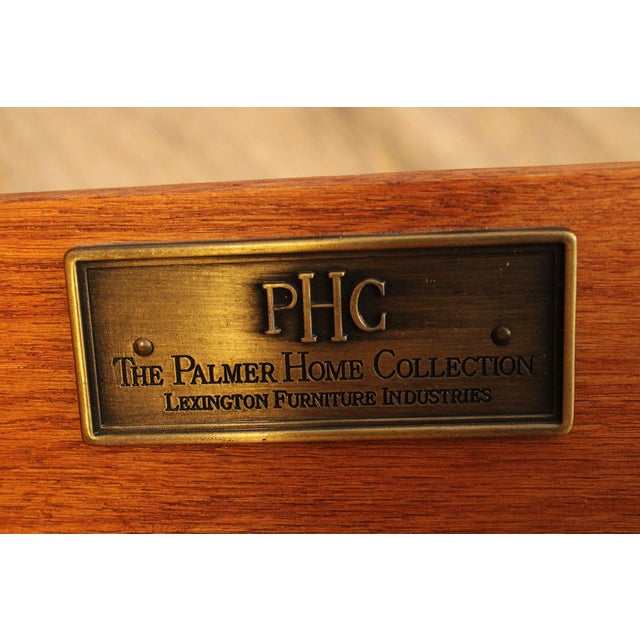 PHC
The Palmer Home Collection
Lexington Furniture Industries